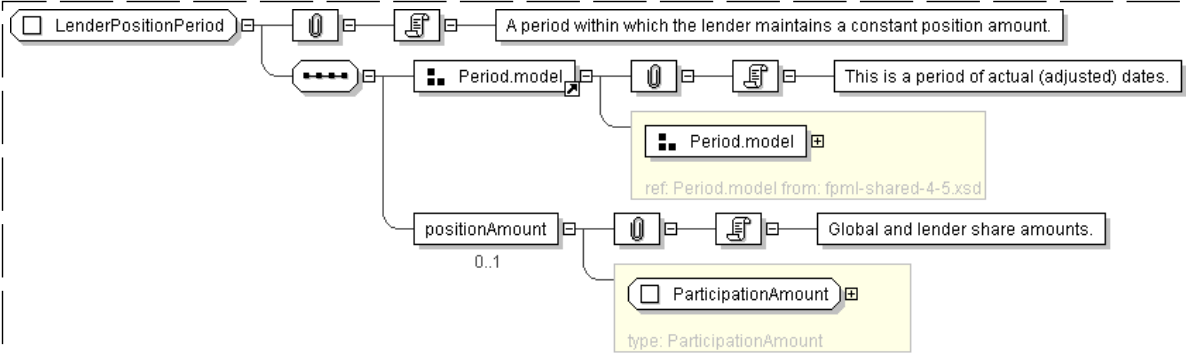 LenderPositionPeriod
A period within which the lender maintains a constant position amount.
Period.model
This is a period of actual (adjusted) dates.
Period.model
ref: Period.model from: fpml-shared-4-5.xsd
positionAmount
Global and lender share amounts.
0..1
ParticipationAmount
type: ParticipationAmount